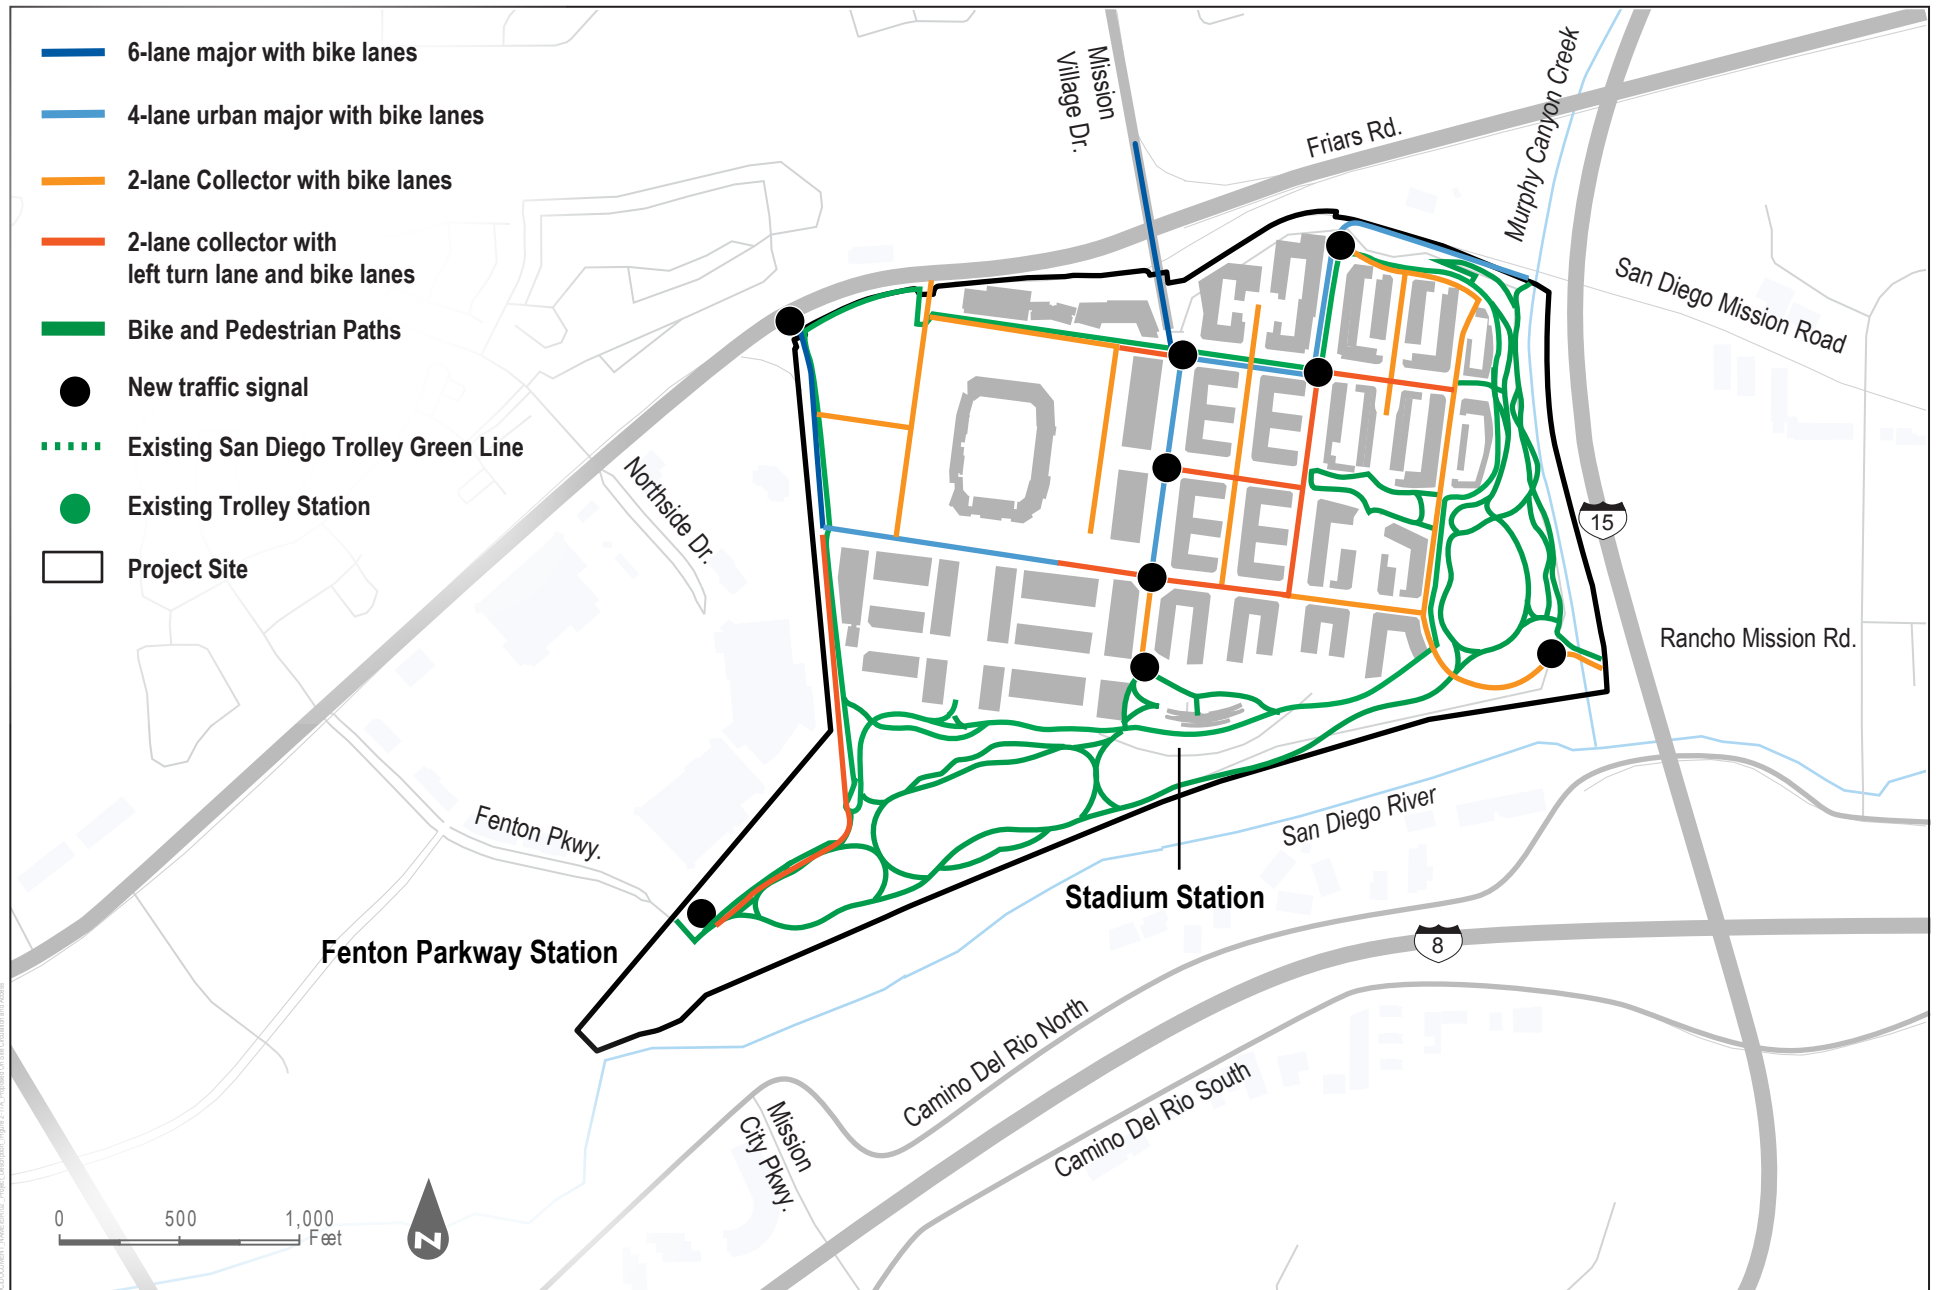 6-lane major with bike lanes
4-lane urban major with bike lanes
2-lane Collector with bike lanes
2-lane collector with
left turn lane and bike lanes
Bike and Pedestrian Paths
New traffic signal
Existing San Diego Trolley Green Line
Existing Trolley Station
Project Site
Mission
Village Dr.
Friars Rd.
Murphy Canyon Creek
San Diego Mission Road
15
Northside Dr.
Rancho Mission Rd.
Fenton Pkwy.
San Diego River
Stadium Station
Fenton Parkway Station
8
Camino Del Rio North
Camino Del Rio South
Mission
City Pkwy.
0 500 1,000
Feet
N